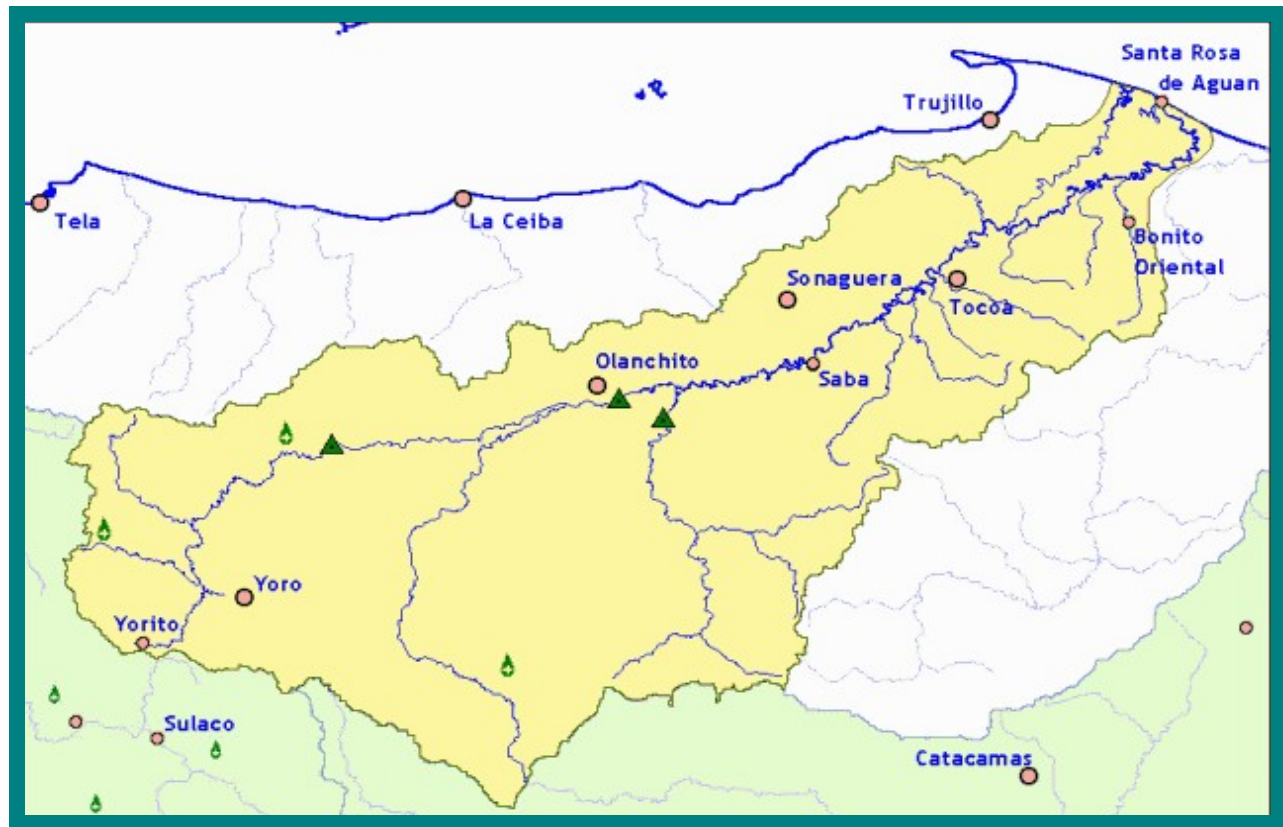 Santa Rosa
de Aguan
Trujillo
Tela
La Ceiba
Bonito
Oriental
Sonaguera
Tocoa
Olanchito
Saba
Yoro
Yorito
Sulaco
Catacamas